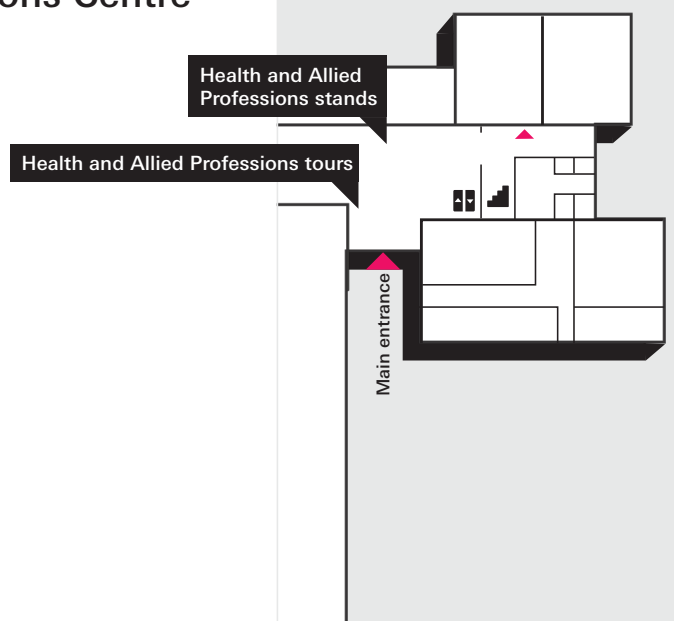 ons Centre
Health and Allied
Professions stands
Health and Allied Professions tours
Main entrance